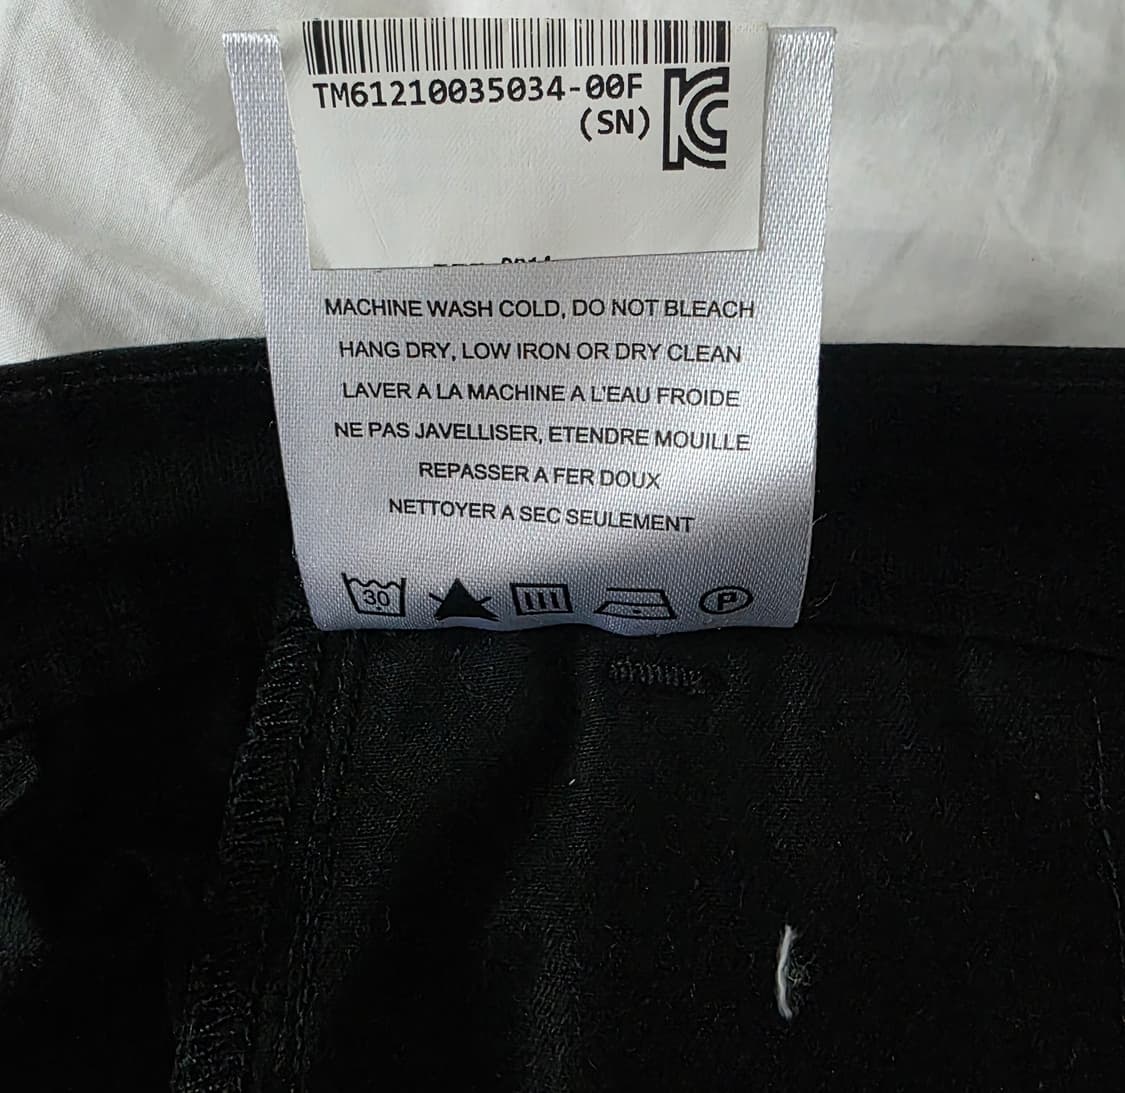 TM61210035034-00F
(SN)
MACHINE WASH COLD, DO NOT BLEACH
HANG DRY, LOW IRON OR DRY CLEAN
LAVER A LA MACHINE A L'EAU FROIDE
NE PAS JAVELLISER, ETENDRE MOUILLE
REPASSER A FER DOUX
NETTOYER A SEC SEULEMENT
30 P